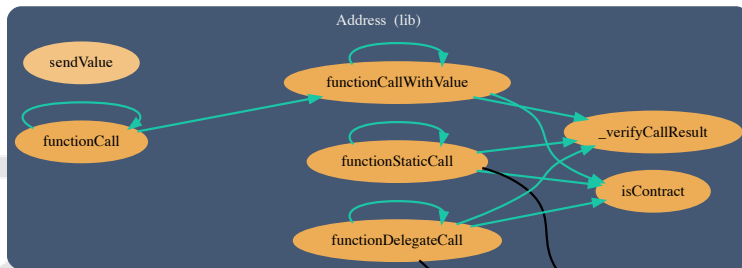 Address (lib)
sendValue
functionCall
functionCallWithValue
functionStaticCall
functionDelegateCall
_verifyCallResult
isContract